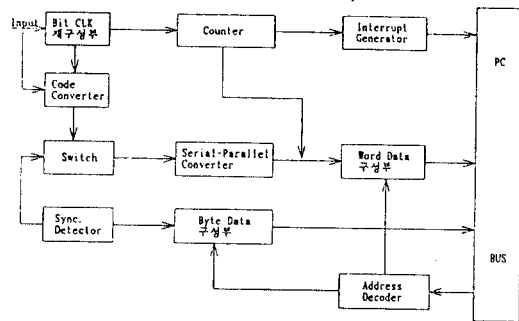 Input
Bit CLK
재구성부
Counter
Interrupt
Generator
PC
Code
Converter
Switch
Serial-Parallel
Converter
Word Data
구성부
Sync.
Detector
Byte Data
구성부
BUS
Address
Decoder